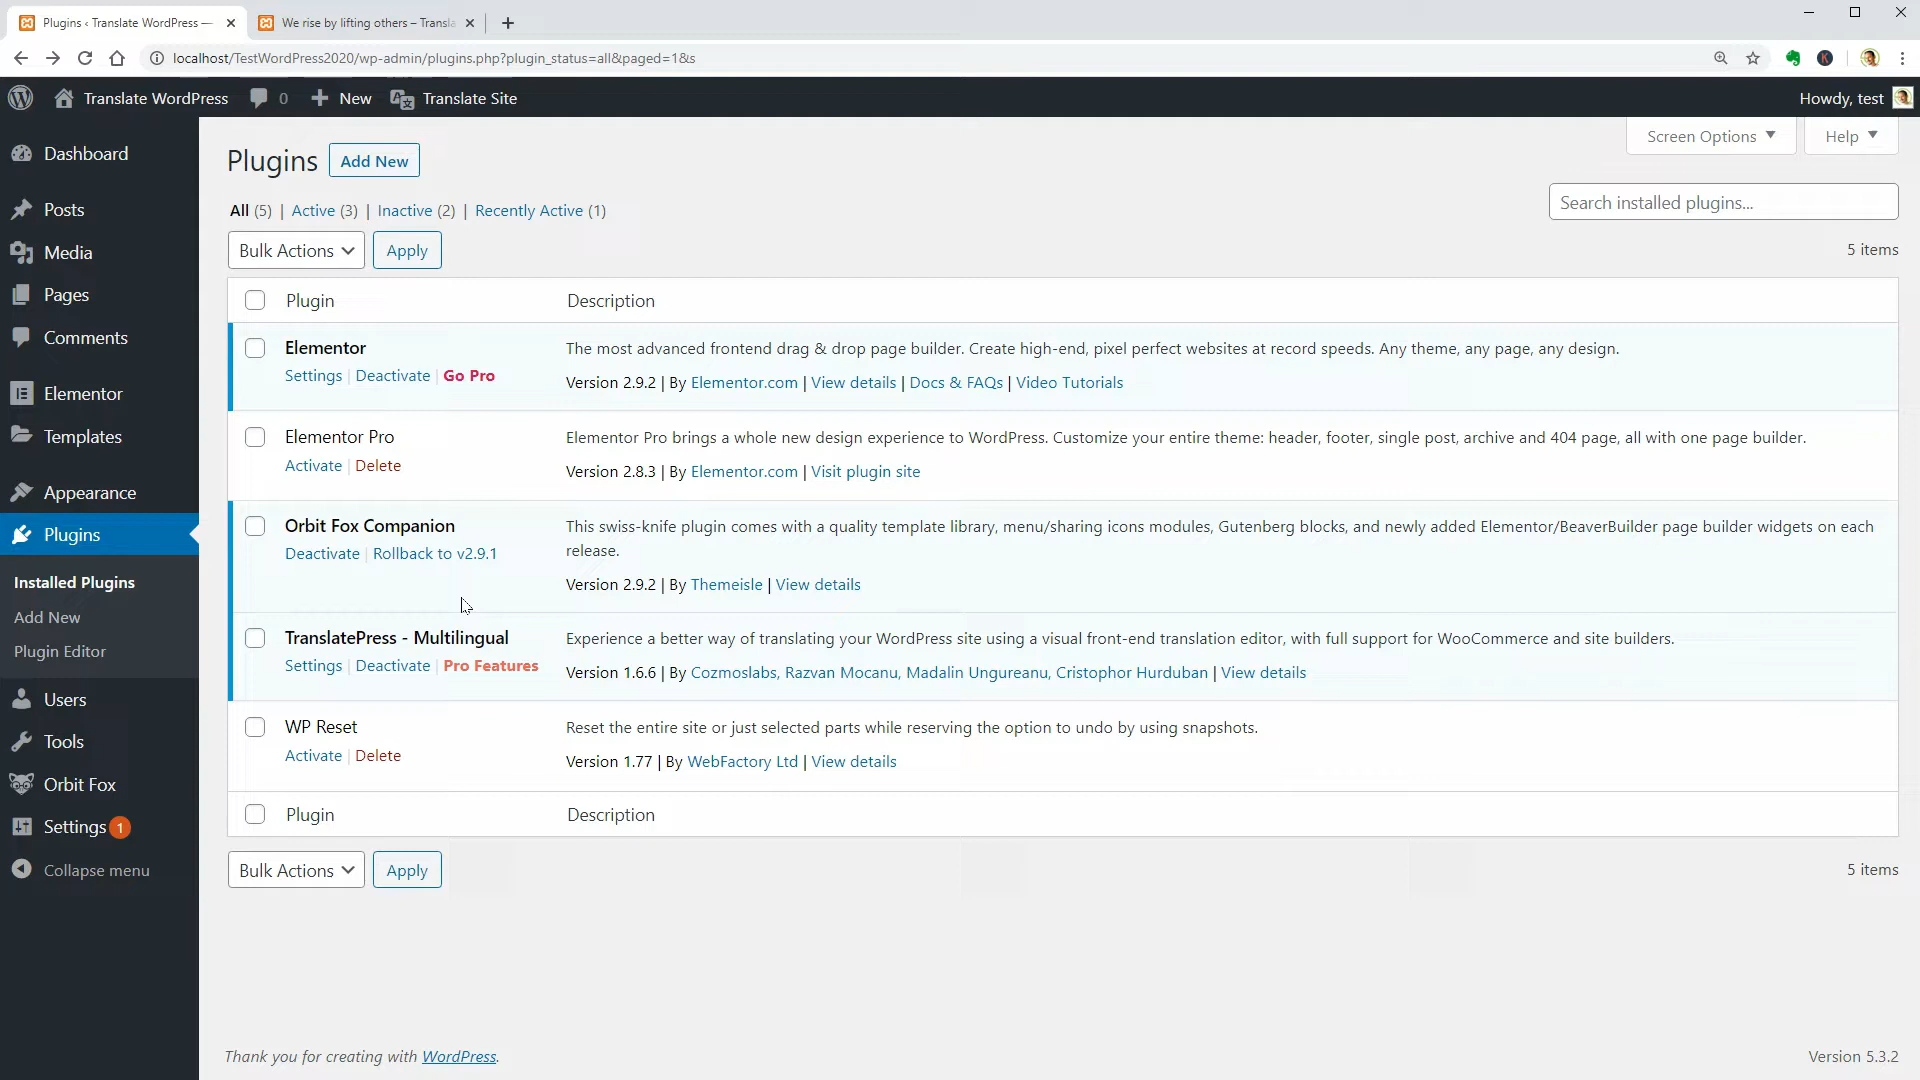 Plugins ‹ Translate WordPress —
We rise by lifting others – Transla
localhost/TestWordPress2020/wp-admin/plugins.php?plugin_status=all&paged=1&s
Translate WordPress 0 New Translate Site
Howdy, test
Dashboard
Posts
Media
Pages
Comments
Elementor
Templates
Appearance
Plugins
Installed Plugins
Add New
Plugin Editor
Users
Tools
Orbit Fox
Settings 1
Collapse menu
Screen Options
Help
Plugins Add New
All (5) | Active (3) | Inactive (2) | Recently Active (1)
Search installed plugins...
Bulk Actions Apply
5 items
Plugin Description
Elementor
Settings | Deactivate | Go Pro
The most advanced frontend drag & drop page builder. Create high-end, pixel perfect websites at record speeds. Any theme, any page, any design.
Version 2.9.2 | By Elementor.com | View details | Docs & FAQs | Video Tutorials
Elementor Pro
Activate | Delete
Elementor Pro brings a whole new design experience to WordPress. Customize your entire theme: header, footer, single post, archive and 404 page, all with one page builder.
Version 2.8.3 | By Elementor.com | Visit plugin site
Orbit Fox Companion
Deactivate | Rollback to v2.9.1
This swiss-knife plugin comes with a quality template library, menu/sharing icons modules, Gutenberg blocks, and newly added Elementor/BeaverBuilder page builder widgets on each
release.
Version 2.9.2 | By Themeisle | View details
TranslatePress - Multilingual
Settings | Deactivate | Pro Features
Experience a better way of translating your WordPress site using a visual front-end translation editor, with full support for WooCommerce and site builders.
Version 1.6.6 | By Cozmoslabs, Razvan Mocanu, Madalin Ungureanu, Cristophor Hurduban | View details
WP Reset
Activate | Delete
Reset the entire site or just selected parts while reserving the option to undo by using snapshots.
Version 1.77 | By WebFactory Ltd | View details
Plugin Description
Bulk Actions Apply
5 items
Thank you for creating with WordPress.
Version 5.3.2